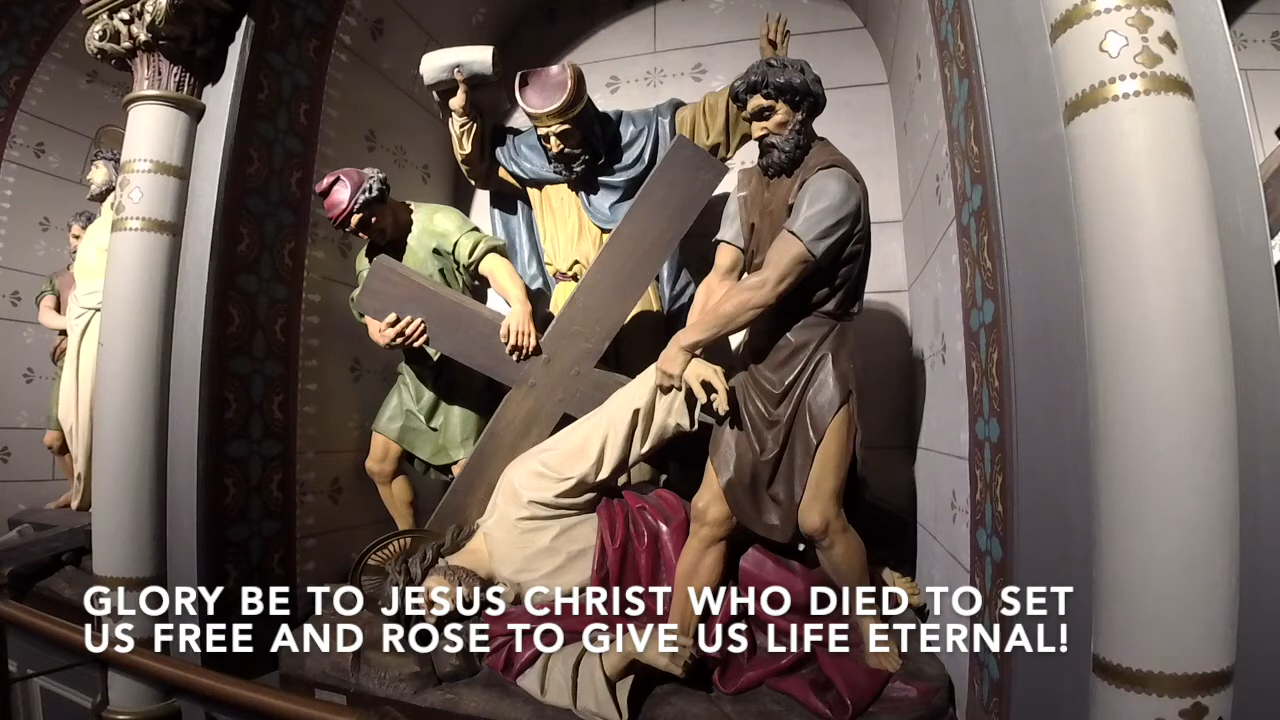 GLORY BE TO JESUS CHRIST WHO DIED TO SET
US FREE AND ROSE TO GIVE US LIFE ETERNAL!